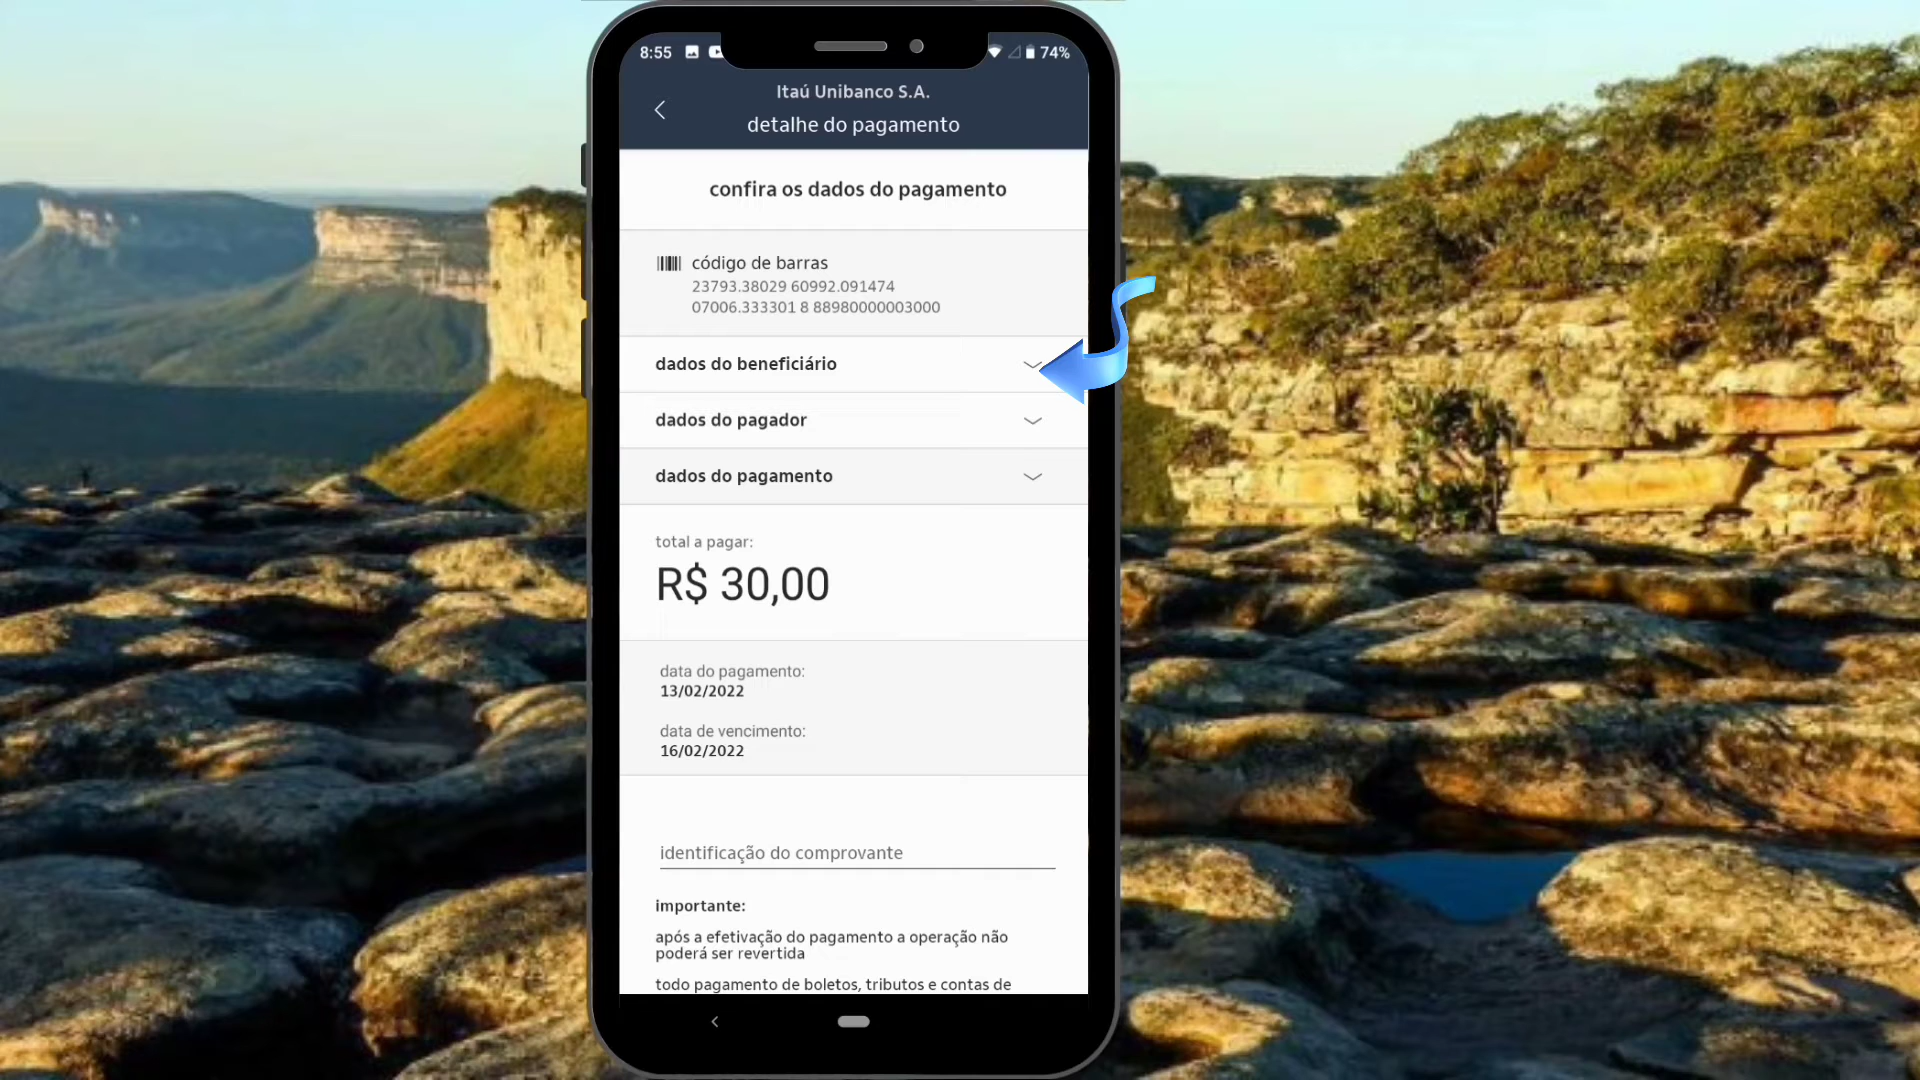 8:55
74%
Itaú Unibanco S.A.
detalhe do pagamento
confira os dados do pagamento
código de barras
23793.38029 60992.091474
07006.333301 8 88980000003000
dados do beneficiário
dados do pagador
dados do pagamento
total a pagar:
R$ 30,00
data do pagamento:
13/02/2022
data de vencimento:
16/02/2022
identificação do comprovante
importante:
após a efetivação do pagamento a operação não
poderá ser revertida
todo pagamento de boletos, tributos e contas de